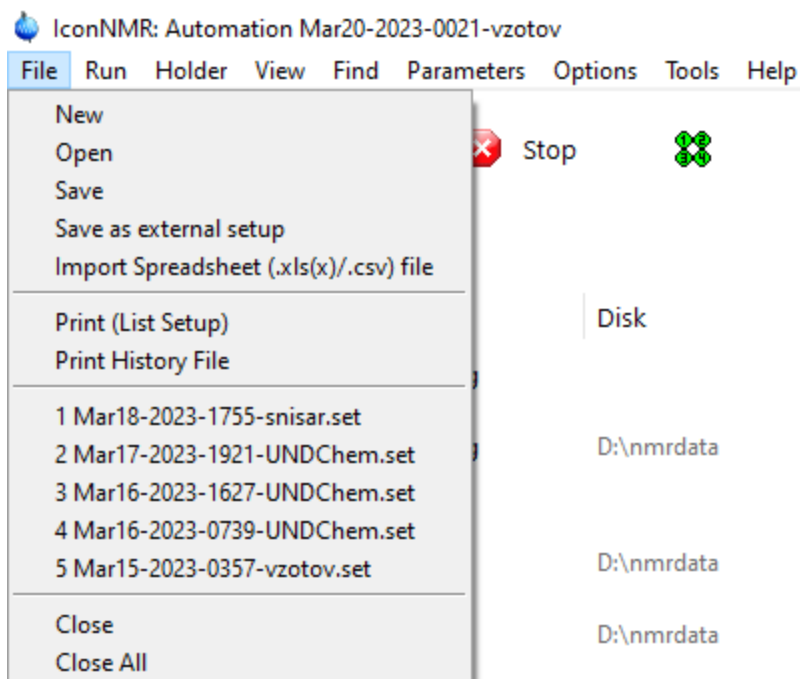 IconNMR: Automation Mar20-2023-0021-vzotov
File Run Holder View Find Parameters Options Tools Help
New
Open
Stop
Save
Save as external setup
Import Spreadsheet (.xls(x)/.csv) file
Print (List Setup)
Disk
Print History File
1 Mar18-2023-1755-snisar.set
2 Mar17-2023-1921-UNDChem.set
D:\nmrdata
3 Mar16-2023-1627-UNDChem.set
4 Mar16-2023-0739-UNDChem.set
5 Mar15-2023-0357-vzotov.set
D:\nmrdata
Close
D:\nmrdata
Close All